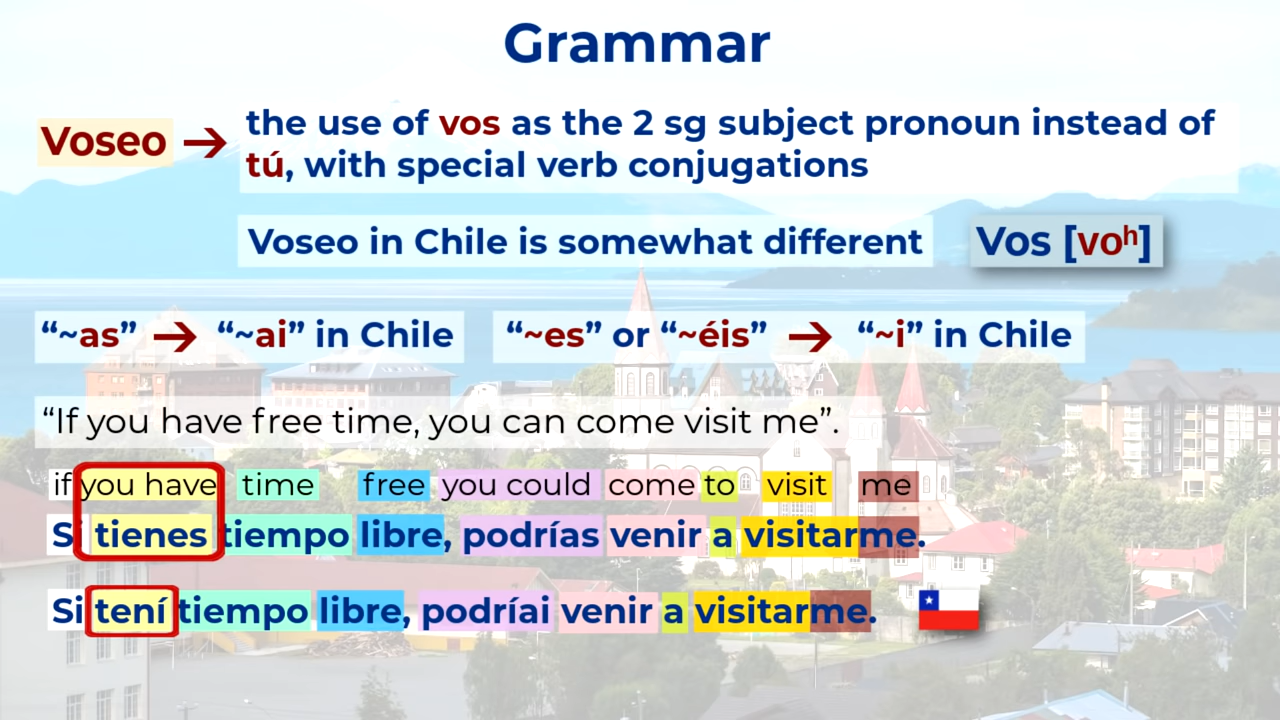 Grammar
Voseo → the use of vos as the 2 sg subject pronoun instead of
tú, with special verb conjugations
Voseo in Chile is somewhat different Vos [voʰ]
“~as” → “~ai” in Chile “~es” or “~éis” → “~i” in Chile
“If you have free time, you can come visit me”.
if you have time free you could come to visit me
Si tienes tiempo libre, podrías venir a visitarme.
Si tení tiempo libre, podríai venir a visitarme.